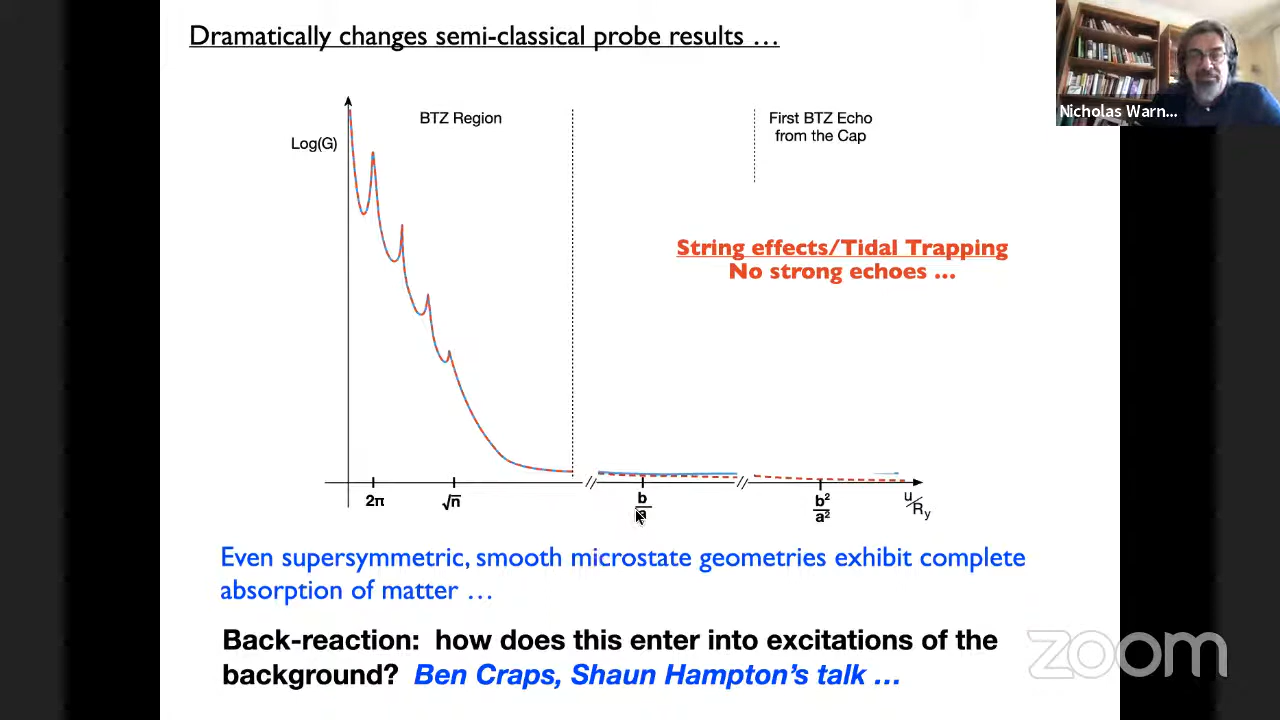 Dramatically changes semi-classical probe results …
Nicholas Warn...
BTZ Region
First BTZ Echo
from the Cap
Log(G)
String effects/Tidal Trapping
No strong echoes …
2π
√n
b
a
b²
a²
u/R_y
Even supersymmetric, smooth microstate geometries exhibit complete
absorption of matter …
Back-reaction: how does this enter into excitations of the
background? Ben Craps, Shaun Hampton's talk …
zoom